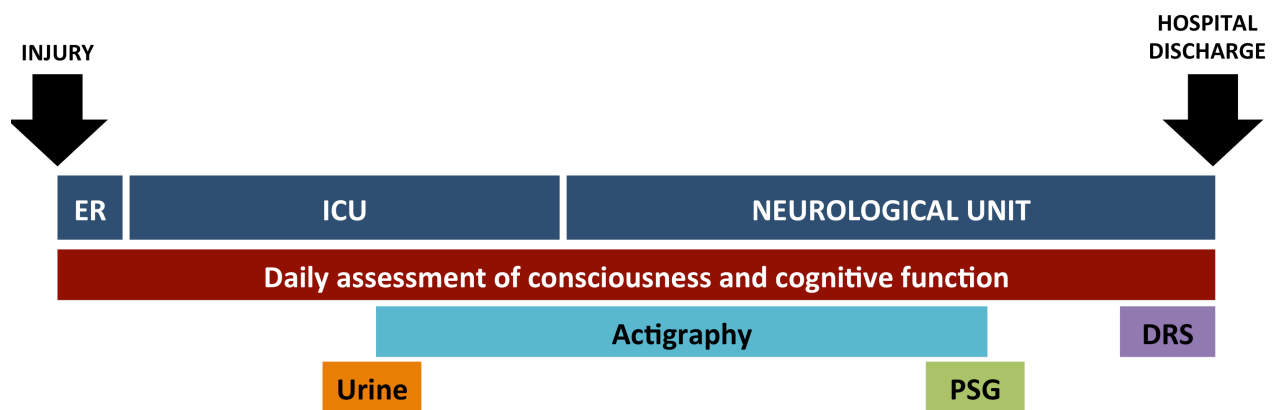 INJURY
HOSPITAL
DISCHARGE
ER
ICU
NEUROLOGICAL UNIT
Daily assessment of consciousness and cognitive function
Actigraphy
DRS
Urine
PSG